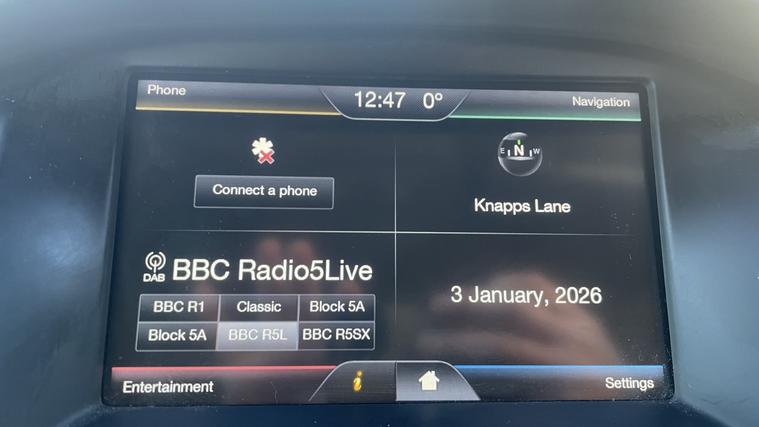 Phone
12:47 0°
Navigation
E N W
Connect a phone
Knapps Lane
DAB
BBC Radio5Live
BBC R1 Classic Block 5A
Block 5A BBC R5L BBC R5SX
3 January, 2026
Entertainment
i
Settings